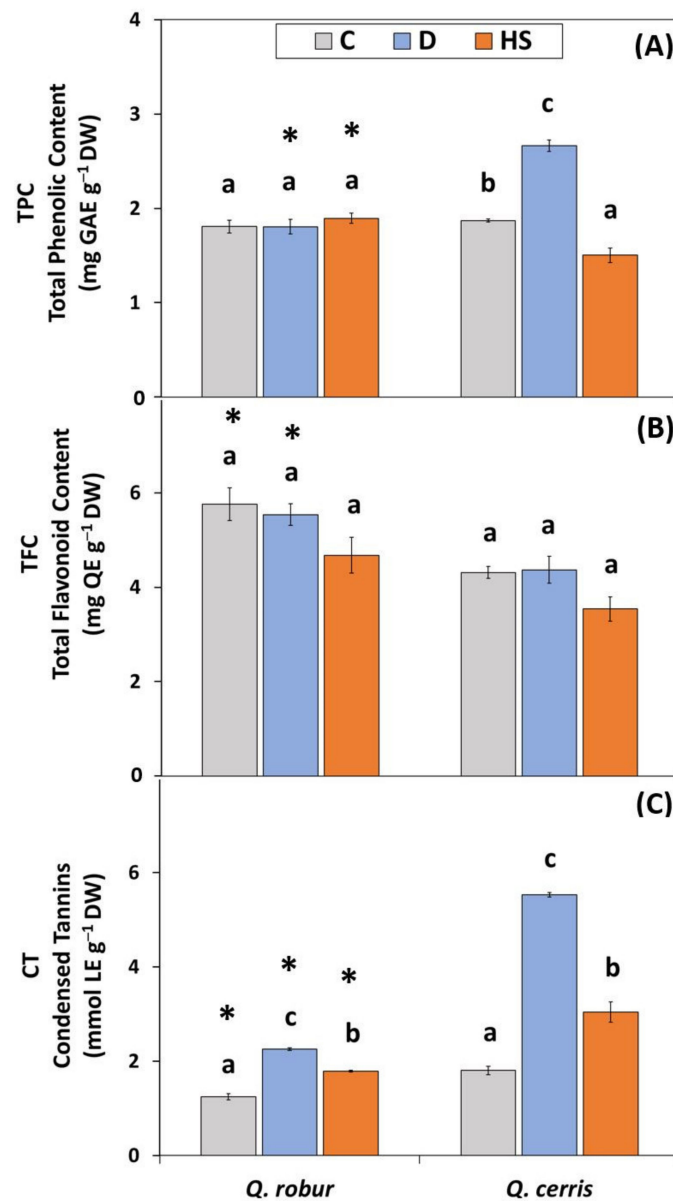 4
C D HS
(A)
3
2
1
0
TPC
Total Phenolic Content
(mg GAE g⁻¹ DW)
a
*
a
*
a
b
c
a
(B)
6
4
2
0
TFC
Total Flavonoid Content
(mg QE g⁻¹ DW)
*
a
*
a
a
a
a
a
(C)
6
4
2
0
CT
Condensed Tannins
(mmol LE g⁻¹ DW)
*
a
*
c
*
b
a
c
b
Q. robur Q. cerris